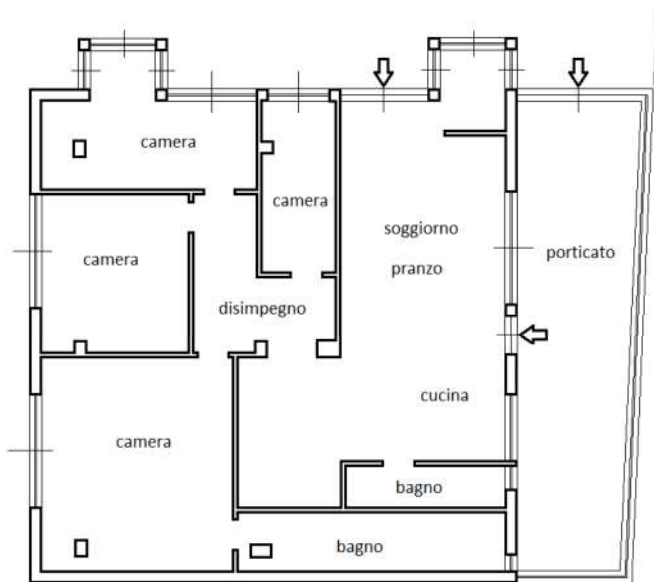 camera
camera
soggiorno
pranzo
porticato
camera
disimpegno
cucina
camera
bagno
bagno